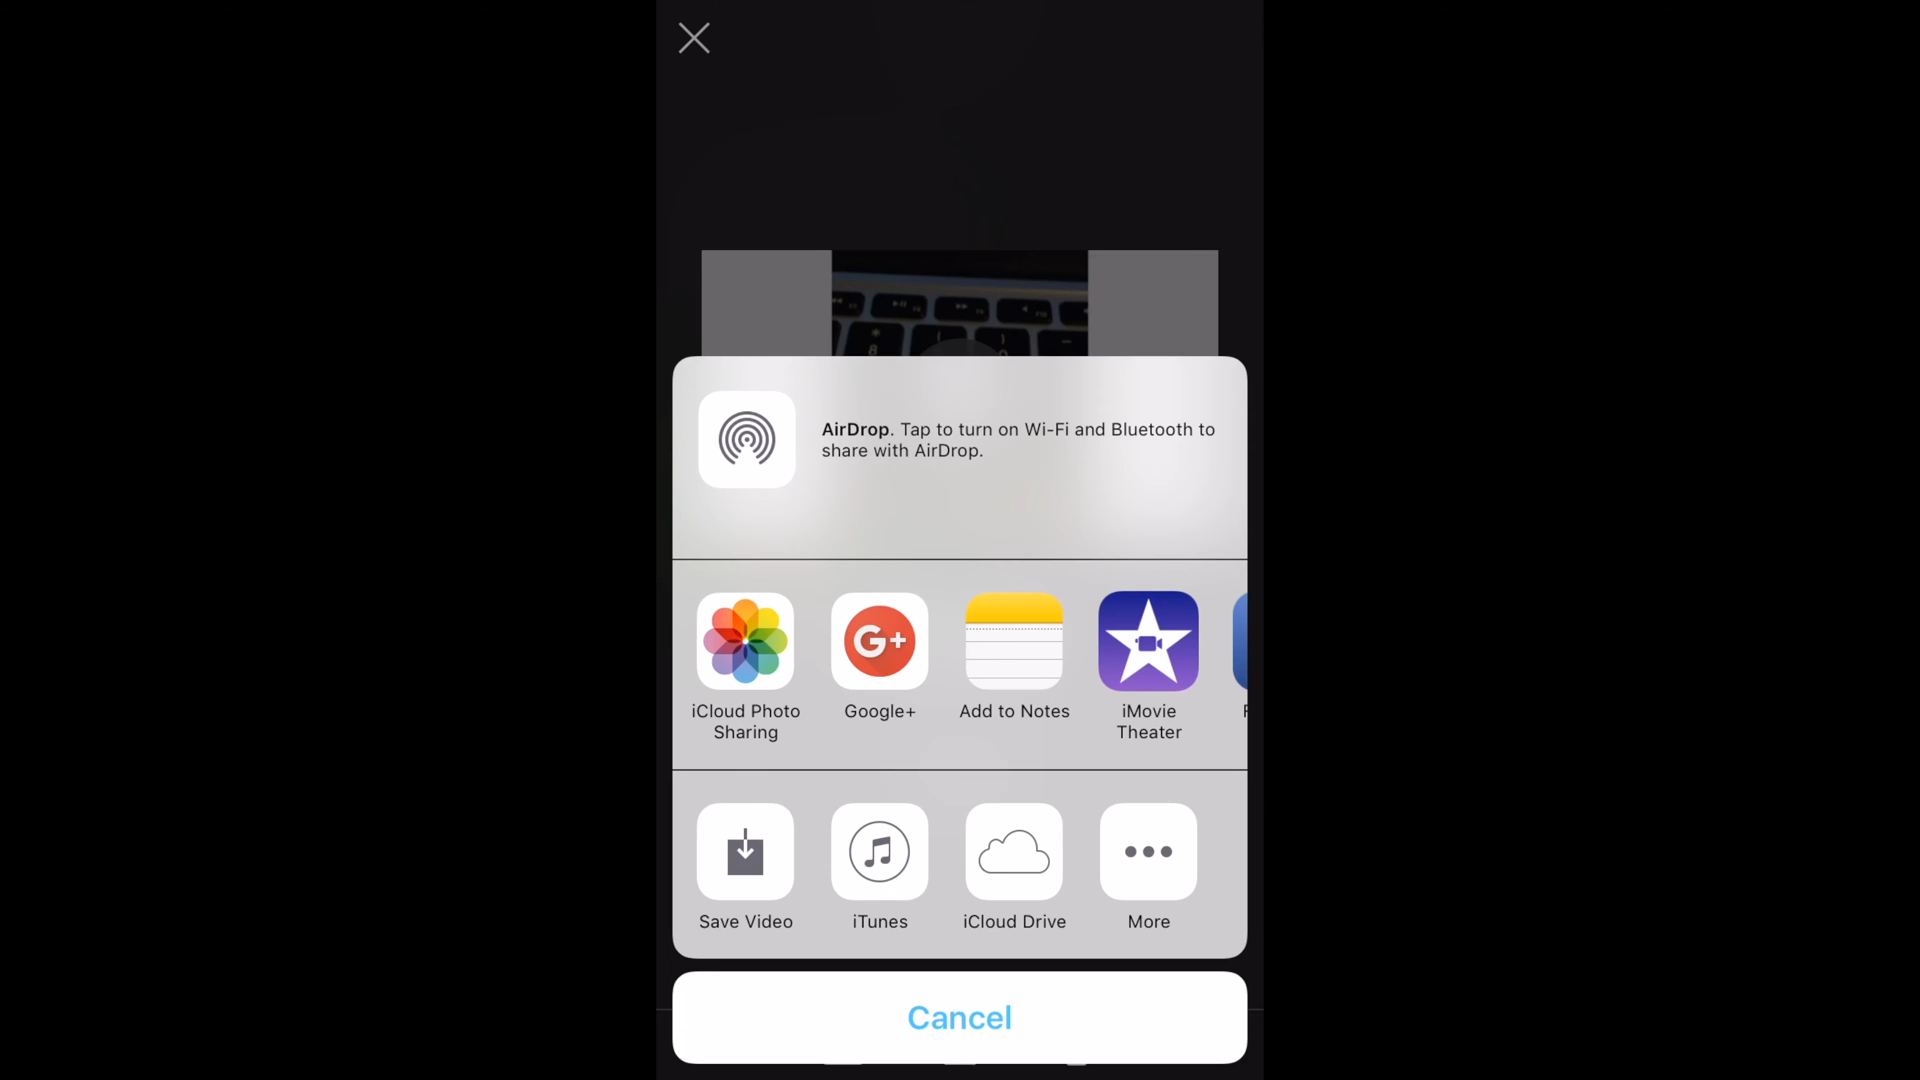 AirDrop. Tap to turn on Wi-Fi and Bluetooth to
share with AirDrop.
G+
iCloud Photo
Sharing
Google+
Add to Notes
iMovie
Theater
Save Video
iTunes
iCloud Drive
More
Cancel